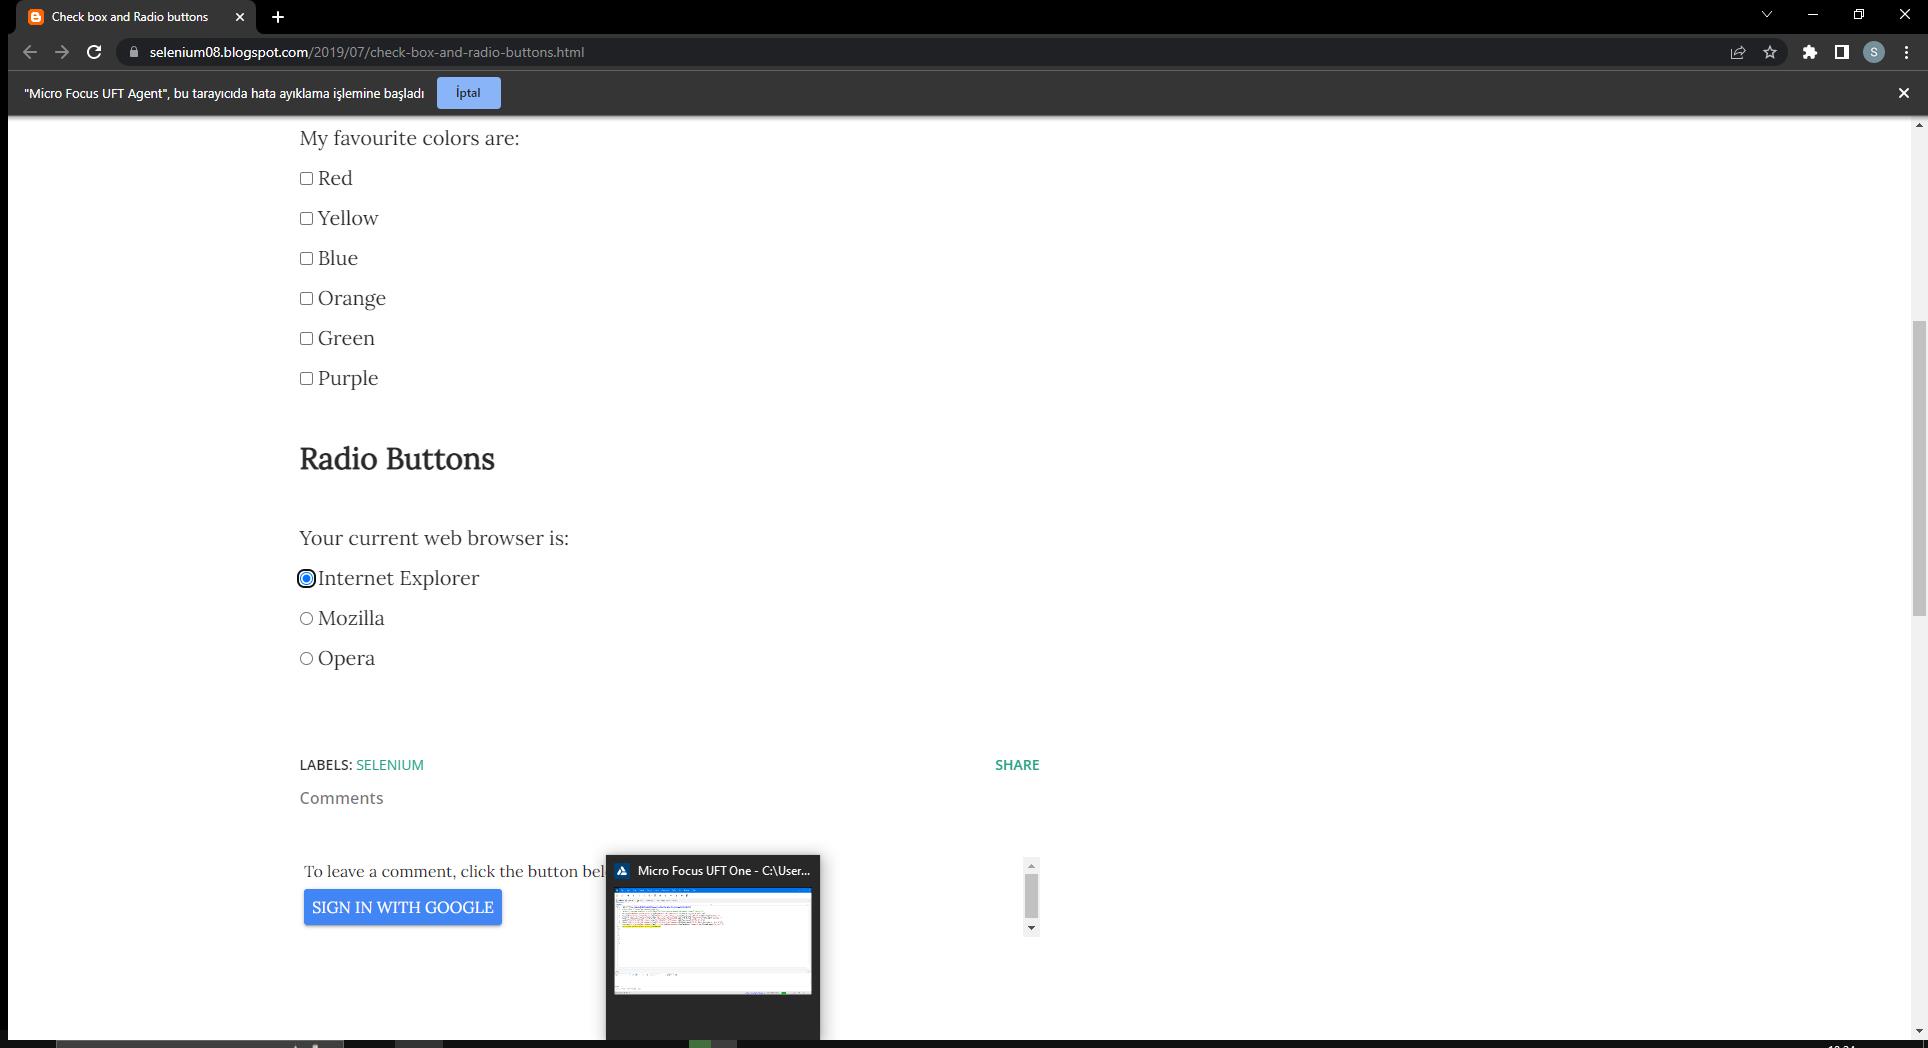 Check box and Radio buttons
selenium08.blogspot.com/2019/07/check-box-and-radio-buttons.html
S
"Micro Focus UFT Agent", bu tarayıcıda hata ayıklama işlemine başladı
İptal
My favourite colors are:
Red
Yellow
Blue
Orange
Green
Purple
Radio Buttons
Your current web browser is:
Internet Explorer
Mozilla
Opera
LABELS: SELENIUM
SHARE
Comments
To leave a comment, click the button bel
Micro Focus UFT One - C:\User...
SIGN IN WITH GOOGLE